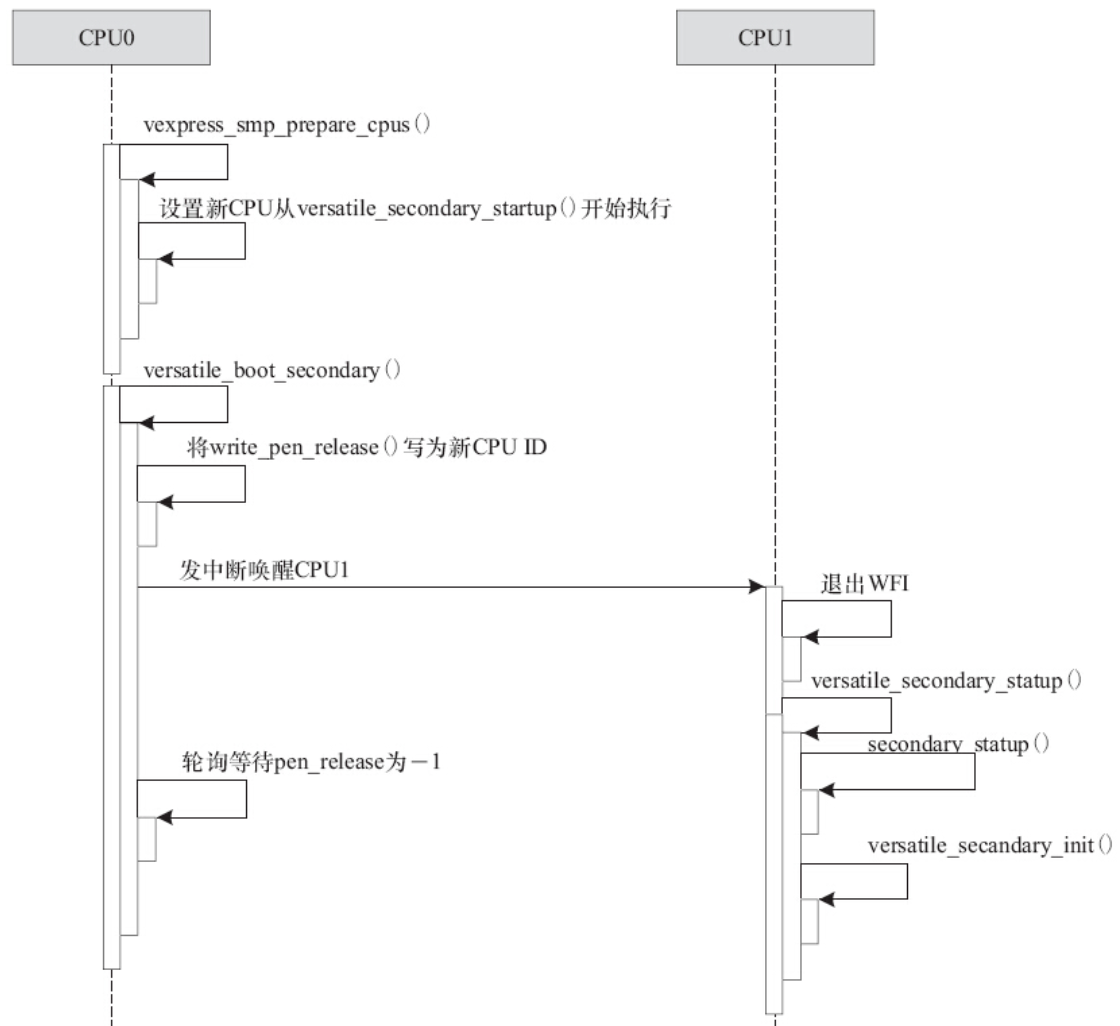 CPU0
CPU1
vexpress_smp_prepare_cpus()
设置新CPU从versatile_secondary_startup()开始执行
versatile_boot_secondary()
将write_pen_release()写为新CPU ID
发中断唤醒CPU1
退出WFI
versatile_secondary_statup()
secondary_statup()
轮询等待pen_release为－1
versatile_secandary_init()